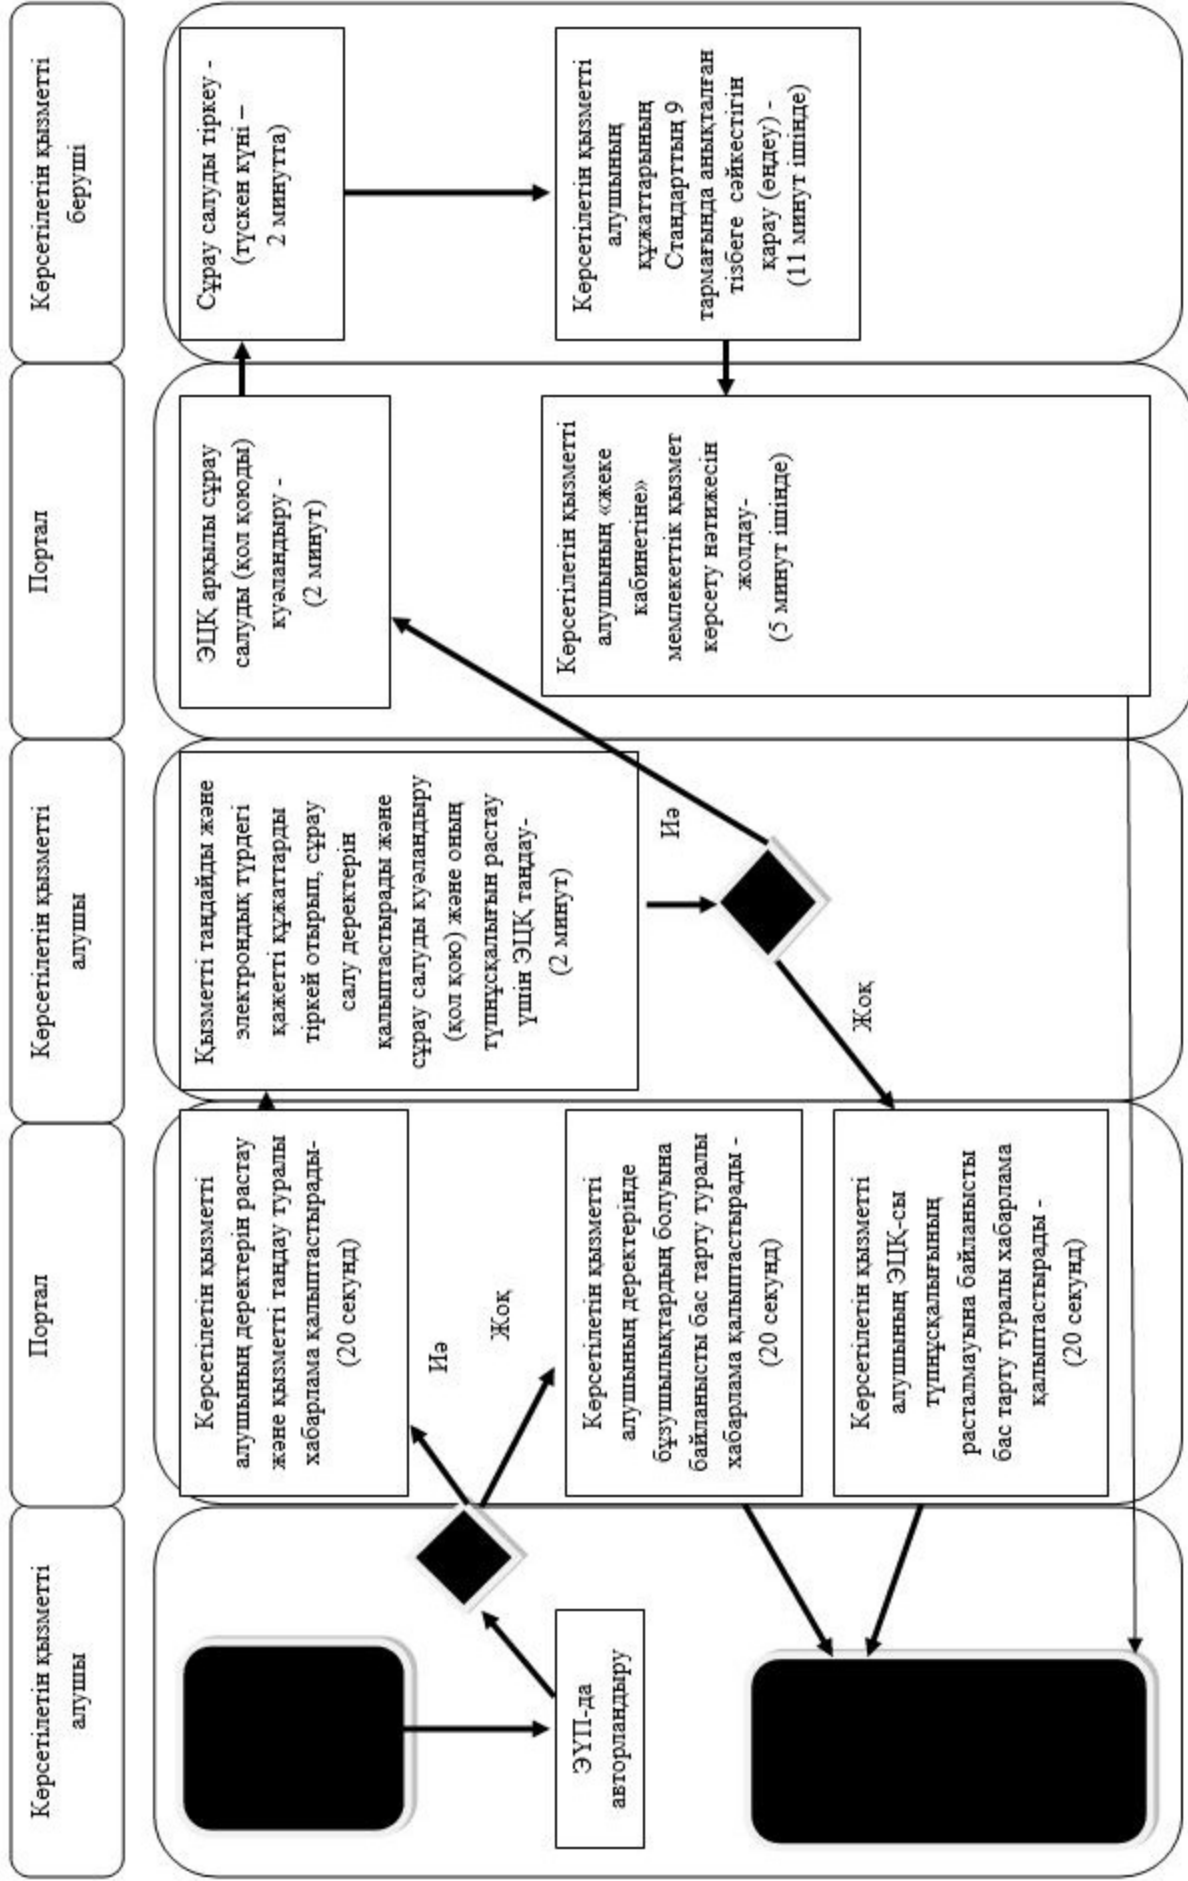 Көрсетілетін қызметті
алушы
Портал
Көрсетілетін қызметті
алушы
Портал
Көрсетілетін қызметті
беруші
ЭҮП-да
авторландыру
Көрсетілетін қызметті
алушының деректерін растау
және қызметті таңдау туралы
хабарлама қалыптастырады-
(20 секунд)
Иә
Жоқ
Көрсетілетін қызметті
алушының деректерінде
бұзушылықтардың болуына
байланысты бас тарту туралы
хабарлама қалыптастырады -
(20 секунд)
Көрсетілетін қызметті
алушының ЭЦҚ-сы
түпнұсқалығының
расталмауына байланысты
бас тарту туралы хабарлама
қалыптастырады -
(20 секунд)
Қызметті таңдайды және
электрондық түрдегі
қажетті құжаттарды
тіркей отырып, сұрау
салу деректерін
қалыптастырады және
сұрау салуды куәландыру
(қол қою) және оның
түпнұсқалығын растау
үшін ЭЦҚ таңдау-
(2 минут)
Иә
Жоқ
ЭЦҚ арқылы сұрау
салуды (қол қоюды)
куәландыру -
(2 минут)
Көрсетілетін қызметті
алушының «жеке
кабинетіне»
мемлекеттік қызмет
көрсету нәтижесін
жолдау-
(5 минут ішінде)
Сұрау салуды тіркеу -
(түскен күні –
2 минутта)
Көрсетілетін қызметті
алушының
құжаттарының
Стандарттың 9
тармағында анықталған
тізбеге сәйкестігін
қарау (өңдеу) -
(11 минут ішінде)